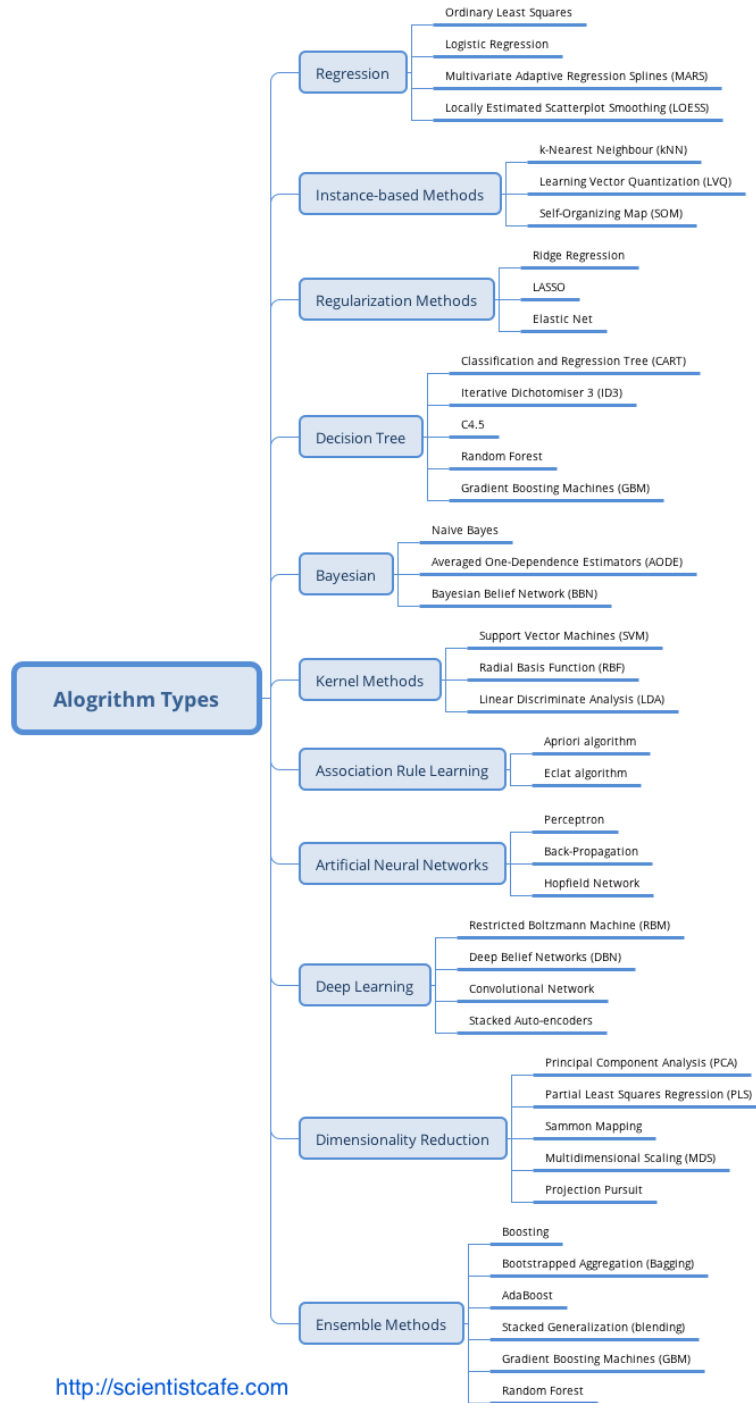 Alogrithm Types
Regression
Ordinary Least Squares
Logistic Regression
Multivariate Adaptive Regression Splines (MARS)
Locally Estimated Scatterplot Smoothing (LOESS)
Instance-based Methods
k-Nearest Neighbour (kNN)
Learning Vector Quantization (LVQ)
Self-Organizing Map (SOM)
Regularization Methods
Ridge Regression
LASSO
Elastic Net
Decision Tree
Classification and Regression Tree (CART)
Iterative Dichotomiser 3 (ID3)
C4.5
Random Forest
Gradient Boosting Machines (GBM)
Bayesian
Naive Bayes
Averaged One-Dependence Estimators (AODE)
Bayesian Belief Network (BBN)
Kernel Methods
Support Vector Machines (SVM)
Radial Basis Function (RBF)
Linear Discriminate Analysis (LDA)
Association Rule Learning
Apriori algorithm
Eclat algorithm
Artificial Neural Networks
Perceptron
Back-Propagation
Hopfield Network
Deep Learning
Restricted Boltzmann Machine (RBM)
Deep Belief Networks (DBN)
Convolutional Network
Stacked Auto-encoders
Dimensionality Reduction
Principal Component Analysis (PCA)
Partial Least Squares Regression (PLS)
Sammon Mapping
Multidimensional Scaling (MDS)
Projection Pursuit
Ensemble Methods
Boosting
Bootstrapped Aggregation (Bagging)
AdaBoost
Stacked Generalization (blending)
Gradient Boosting Machines (GBM)
Random Forest
http://scientistcafe.com